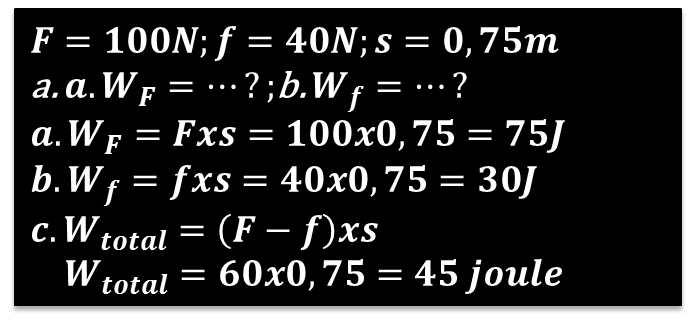 F = 100N; f = 40N; s = 0,75m
a. a. W_F = ⋯ ? ; b. W_f = ⋯ ?
a. W_F = Fxs = 100x0,75 = 75J
b. W_f = fxs = 40x0,75 = 30J
c. W_total = (F − f)xs
W_total = 60x0,75 = 45 joule